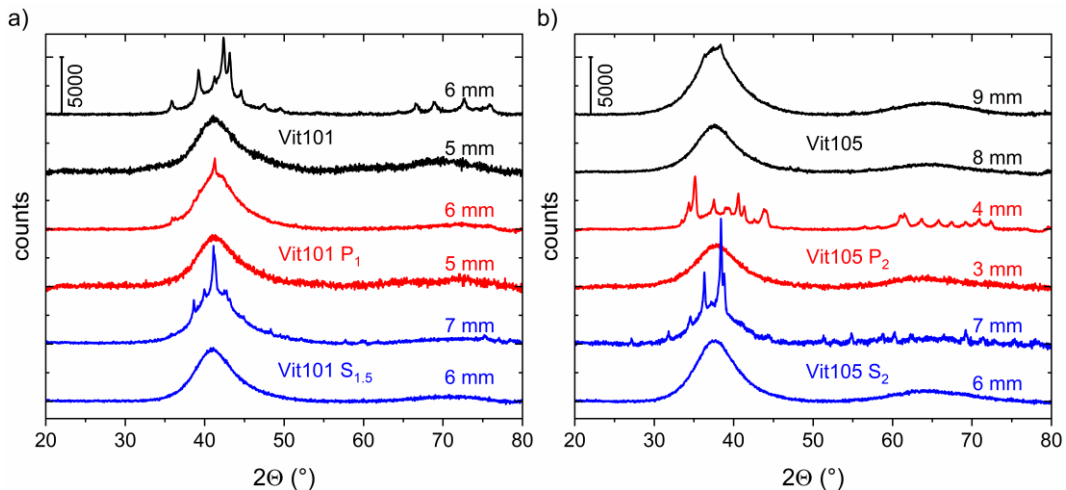 a)
5000
6 mm
Vit101
5 mm
6 mm
Vit101 P₁
5 mm
7 mm
Vit101 S₁.₅
6 mm
counts
20 30 40 50 60 70 80
2Θ (°)
b)
5000
9 mm
Vit105
8 mm
4 mm
Vit105 P₂
3 mm
7 mm
Vit105 S₂
6 mm
counts
20 30 40 50 60 70 80
2Θ (°)